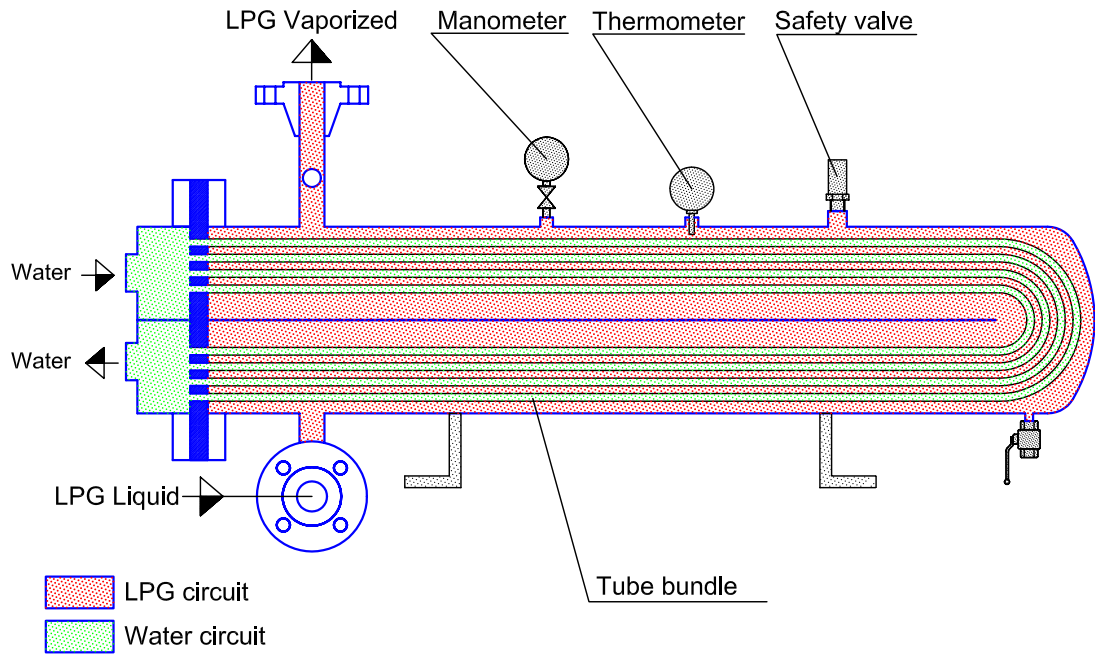 LPG Vaporized
Manometer
Thermometer
Safety valve
Water
Water
LPG Liquid
Tube bundle
LPG circuit
Water circuit